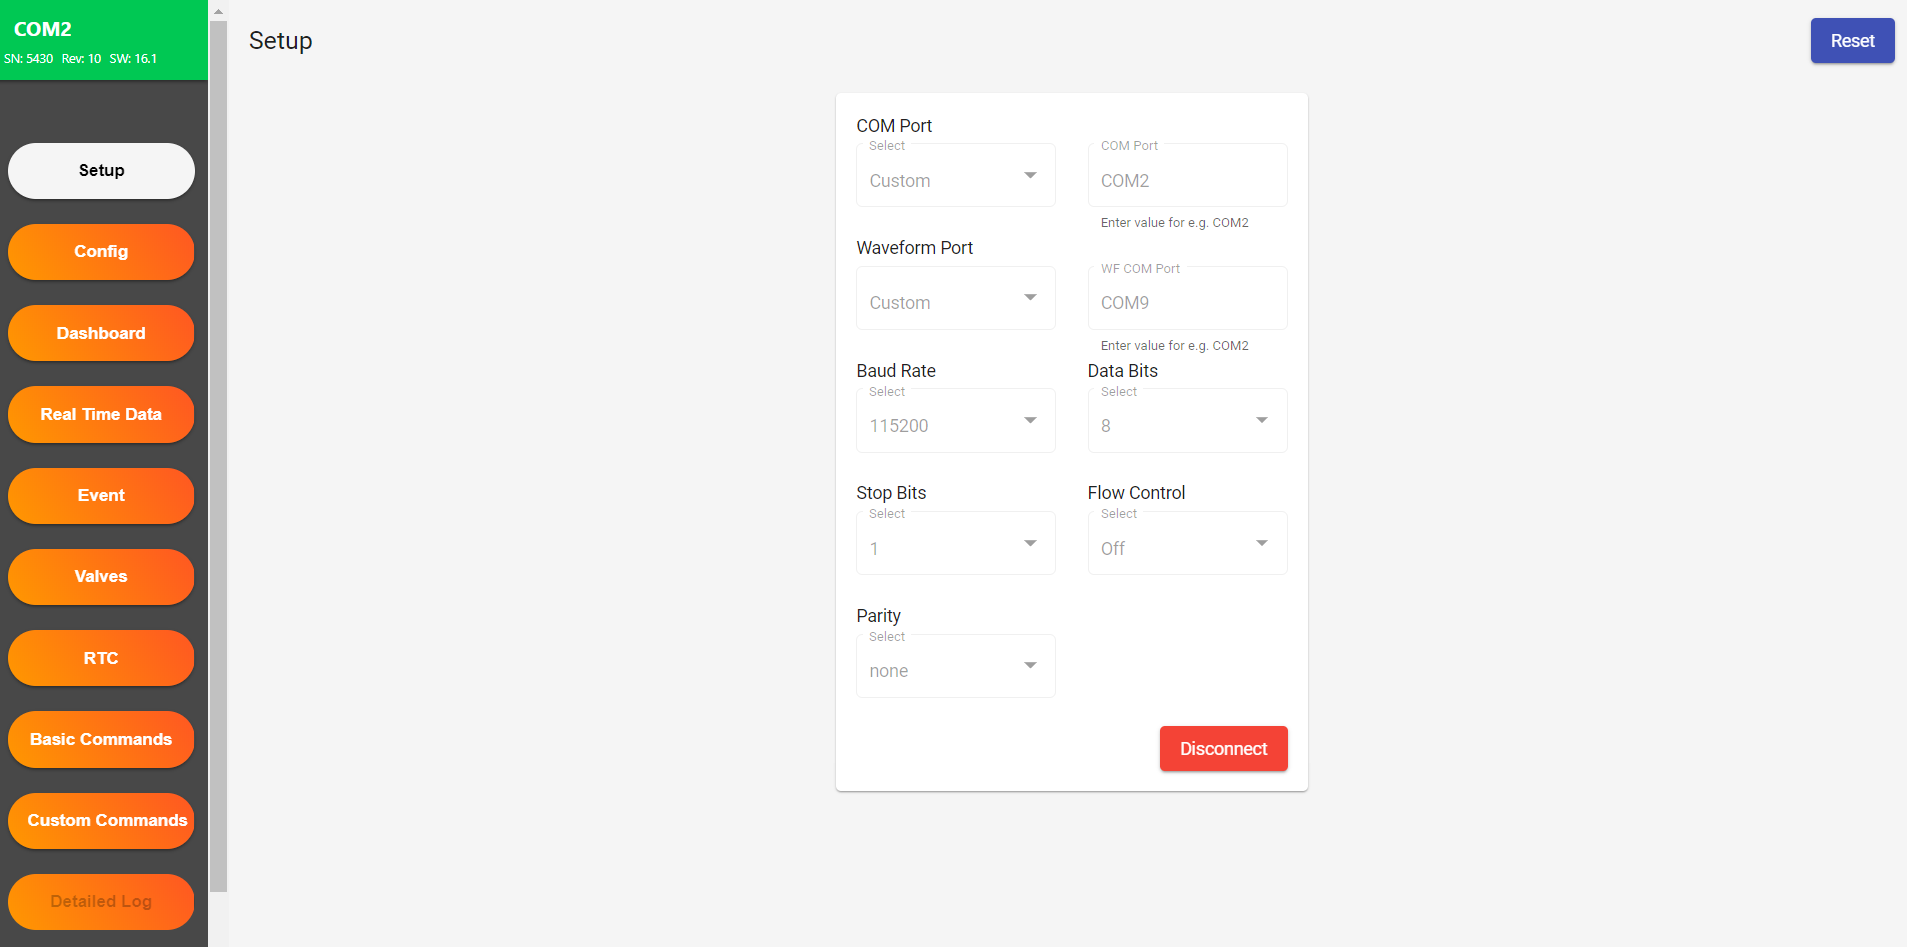 COM2
SN: 5430 Rev: 10 SW: 16.1
Setup
Config
Dashboard
Real Time Data
Event
Valves
RTC
Basic Commands
Custom Commands
Detailed Log
Setup
Reset
COM Port
Select
Custom
COM Port
COM2
Enter value for e.g. COM2
Waveform Port
Custom
WF COM Port
COM9
Enter value for e.g. COM2
Baud Rate
Select
115200
Data Bits
Select
8
Stop Bits
Select
1
Flow Control
Select
Off
Parity
Select
none
Disconnect